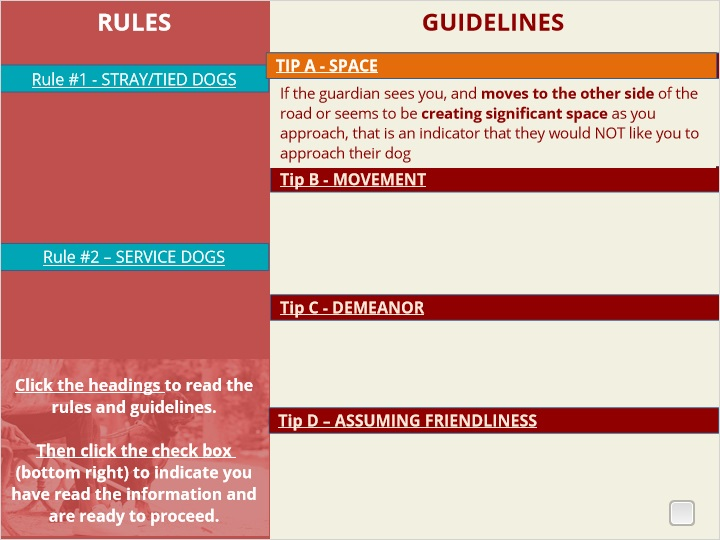 RULES
Rule #1 - STRAY/TIED DOGS
Rule #2 – SERVICE DOGS
Click the headings to read the
rules and guidelines.
Then click the check box
(bottom right) to indicate you
have read the information and
are ready to proceed.
GUIDELINES
TIP A - SPACE
If the guardian sees you, and moves to the other side of the
road or seems to be creating significant space as you
approach, that is an indicator that they would NOT like you to
approach their dog
Tip B - MOVEMENT
Tip C - DEMEANOR
Tip D – ASSUMING FRIENDLINESS